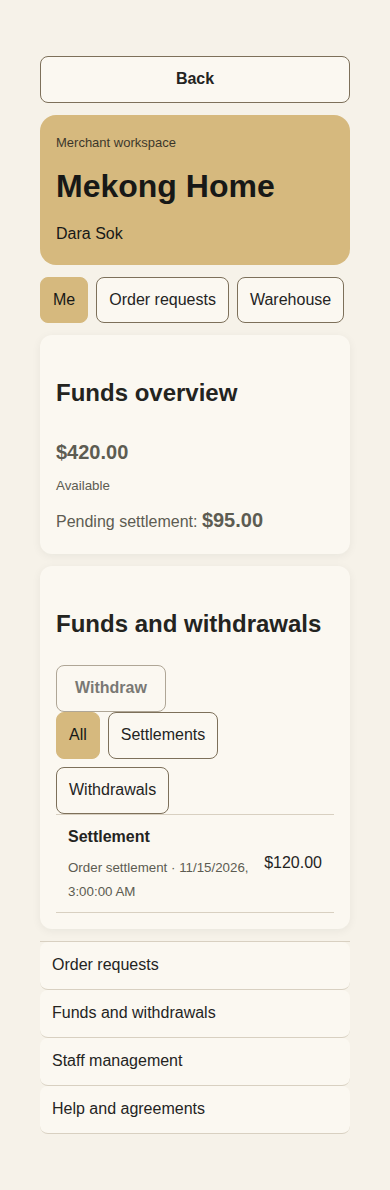 Back
Merchant workspace
Mekong Home
Dara Sok
Me
Order requests
Warehouse
Funds overview
$420.00
Available
Pending settlement: $95.00
Funds and withdrawals
Withdraw
All
Settlements
Withdrawals
Settlement
Order settlement · 11/15/2026,
3:00:00 AM
$120.00
Order requests
Funds and withdrawals
Staff management
Help and agreements